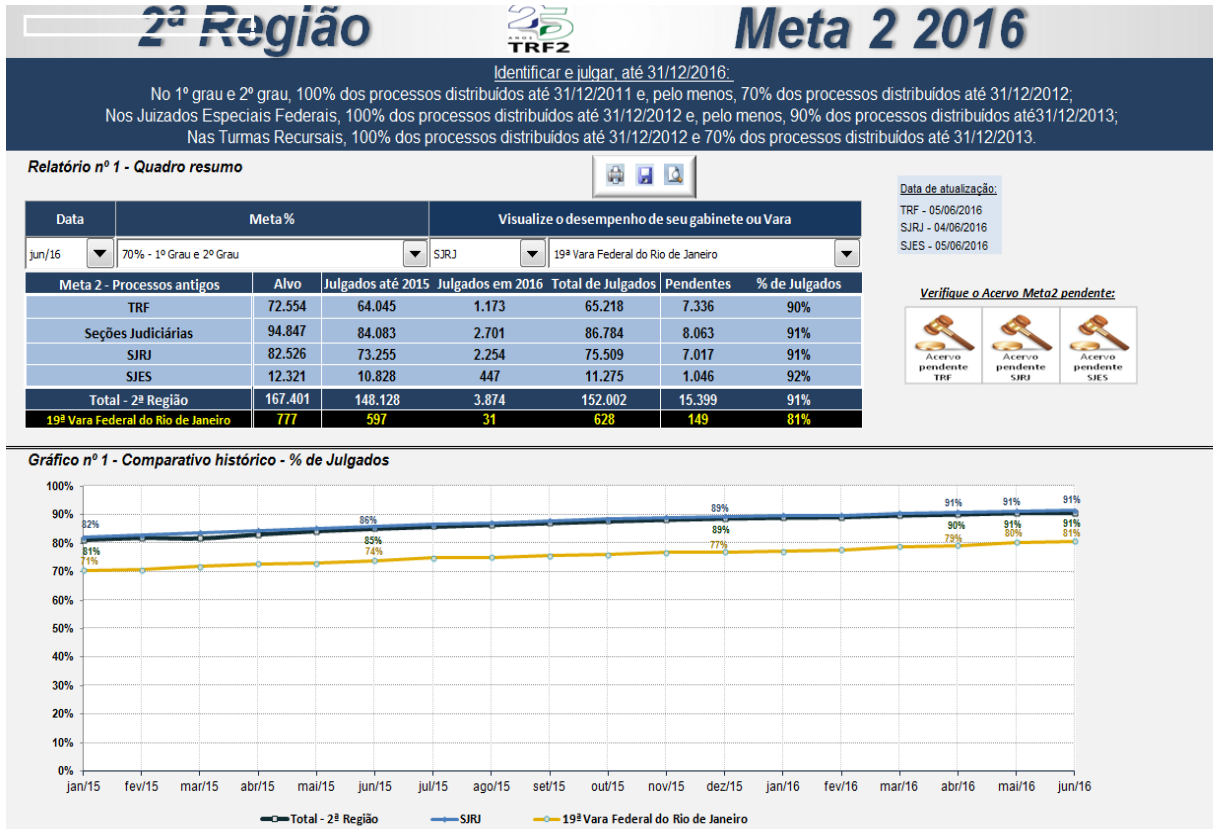 2ª Região
25
ANOS
TRF2
Meta 2 2016
Identificar e julgar, até 31/12/2016:
No 1º grau e 2º grau, 100% dos processos distribuídos até 31/12/2011 e, pelo menos, 70% dos processos distribuídos até 31/12/2012;
Nos Juizados Especiais Federais, 100% dos processos distribuídos até 31/12/2012 e, pelo menos, 90% dos processos distribuídos até31/12/2013;
Nas Turmas Recursais, 100% dos processos distribuídos até 31/12/2012 e 70% dos processos distribuídos até 31/12/2013.
Relatório nº 1 - Quadro resumo
Data de atualização:
TRF - 05/06/2016
SJRJ - 04/06/2016
SJES - 05/06/2016
Data Meta% Visualize o desempenho de seu gabinete ou Vara
jun/16 70% - 1º Grau e 2º Grau SJRJ 19ª Vara Federal do Rio de Janeiro
Meta 2 - Processos antigos Alvo Julgados até 2015 Julgados em 2016 Total de Julgados Pendentes % de Julgados
TRF 72.554 64.045 1.173 65.218 7.336 90%
Seções Judiciárias 94.847 84.083 2.701 86.784 8.063 91%
SJRJ 82.526 73.255 2.254 75.509 7.017 91%
SJES 12.321 10.828 447 11.275 1.046 92%
Total - 2ª Região 167.401 148.128 3.874 152.002 15.399 91%
19ª Vara Federal do Rio de Janeiro 777 597 31 628 149 81%
Verifique o Acervo Meta2 pendente:
Acervo pendente TRF
Acervo pendente SJRJ
Acervo pendente SJES
Gráfico nº 1 - Comparativo histórico - % de Julgados
100%
90%
80%
70%
60%
50%
40%
30%
20%
10%
0%
82% 86% 89% 91% 91% 91%
81% 85% 89% 90% 91% 91%
71% 74% 77% 79% 80% 81%
jan/15 fev/15 mar/15 abr/15 mai/15 jun/15 jul/15 ago/15 set/15 out/15 nov/15 dez/15 jan/16 fev/16 mar/16 abr/16 mai/16 jun/16
Total - 2ª Região SJRJ 19ª Vara Federal do Rio de Janeiro